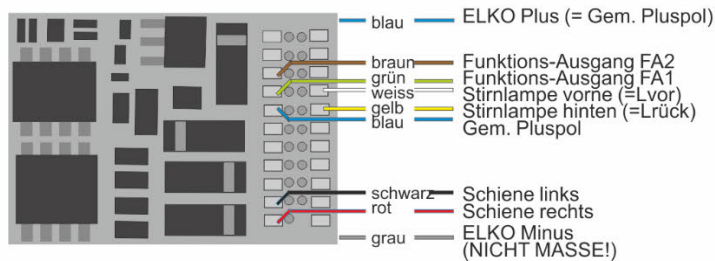 blau ELKO Plus (= Gem. Pluspol)
braun Funktions-Ausgang FA2
grün Funktions-Ausgang FA1
weiss Stirnlampe vorne (=Lvor)
gelb Stirnlampe hinten (=Lrück)
blau Gem. Pluspol
schwarz Schiene links
rot Schiene rechts
grau ELKO Minus
(NICHT MASSE!)